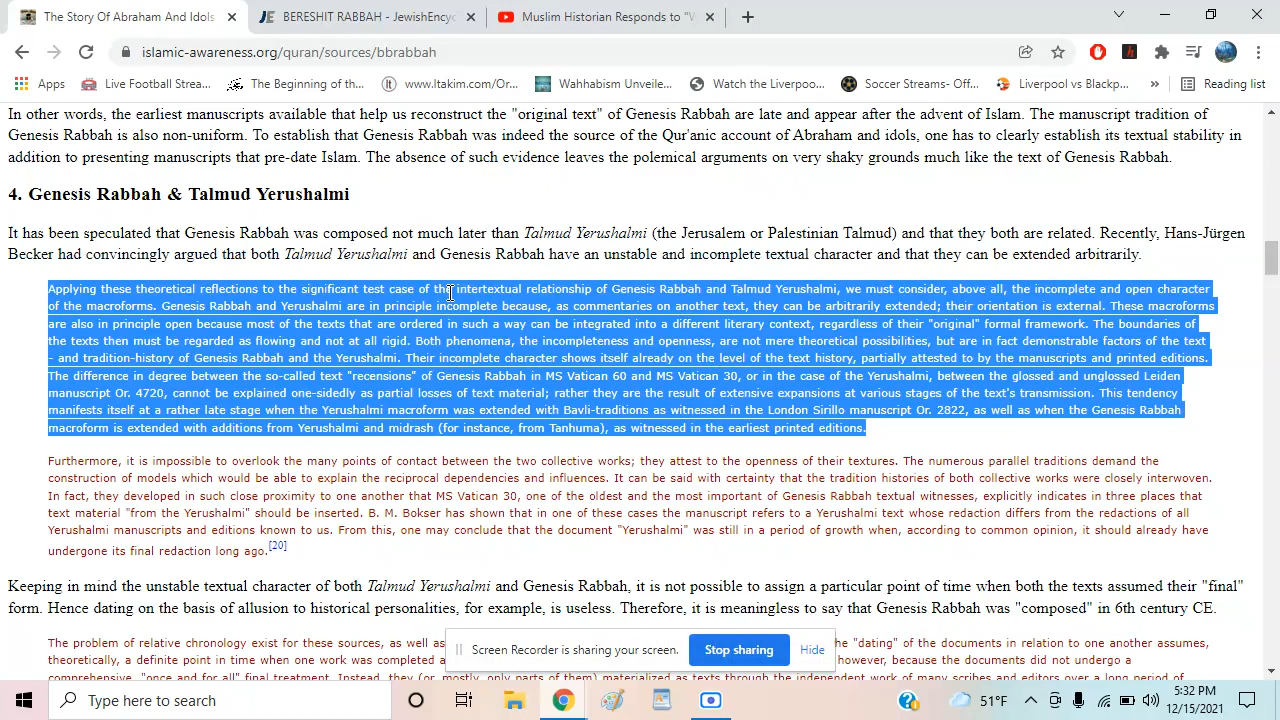 The Story Of Abraham And Idols
BERESHIT RABBAH - JewishEncyc
Muslim Historian Responds to "W
islamic-awareness.org/quran/sources/bbrabbah
Apps
Live Football Strea...
The Beginning of th...
www.ltakim.com/Or...
Wahhabism Unveile...
Watch the Liverpoo...
Soccer Streams- Off...
Liverpool vs Blackp...
»
Reading list
In other words, the earliest manuscripts available that help us reconstruct the "original text" of Genesis Rabbah are late and appear after the advent of Islam. The manuscript tradition of
Genesis Rabbah is also non-uniform. To establish that Genesis Rabbah was indeed the source of the Qur'anic account of Abraham and idols, one has to clearly establish its textual stability in
addition to presenting manuscripts that pre-date Islam. The absence of such evidence leaves the polemical arguments on very shaky grounds much like the text of Genesis Rabbah.
4. Genesis Rabbah & Talmud Yerushalmi
It has been speculated that Genesis Rabbah was composed not much later than Talmud Yerushalmi (the Jerusalem or Palestinian Talmud) and that they both are related. Recently, Hans-Jürgen
Becker had convincingly argued that both Talmud Yerushalmi and Genesis Rabbah have an unstable and incomplete textual character and that they can be extended arbitrarily.
Applying these theoretical reflections to the significant test case of the intertextual relationship of Genesis Rabbah and Talmud Yerushalmi, we must consider, above all, the incomplete and open character
of the macroforms. Genesis Rabbah and Yerushalmi are in principle incomplete because, as commentaries on another text, they can be arbitrarily extended; their orientation is external. These macroforms
are also in principle open because most of the texts that are ordered in such a way can be integrated into a different literary context, regardless of their "original" formal framework. The boundaries of
the texts then must be regarded as flowing and not at all rigid. Both phenomena, the incompleteness and openness, are not mere theoretical possibilities, but are in fact demonstrable factors of the text
- and tradition-history of Genesis Rabbah and the Yerushalmi. Their incomplete character shows itself already on the level of the text history, partially attested to by the manuscripts and printed editions.
The difference in degree between the so-called text "recensions" of Genesis Rabbah in MS Vatican 60 and MS Vatican 30, or in the case of the Yerushalmi, between the glossed and unglossed Leiden
manuscript Or. 4720, cannot be explained one-sidedly as partial losses of text material; rather they are the result of extensive expansions at various stages of the text's transmission. This tendency
manifests itself at a rather late stage when the Yerushalmi macroform was extended with Bavli-traditions as witnessed in the London Sirillo manuscript Or. 2822, as well as when the Genesis Rabbah
macroform is extended with additions from Yerushalmi and midrash (for instance, from Tanhuma), as witnessed in the earliest printed editions.
Furthermore, it is impossible to overlook the many points of contact between the two collective works; they attest to the openness of their textures. The numerous parallel traditions demand the
construction of models which would be able to explain the reciprocal dependencies and influences. It can be said with certainty that the tradition histories of both collective works were closely interwoven.
In fact, they developed in such close proximity to one another that MS Vatican 30, one of the oldest and the most important of Genesis Rabbah textual witnesses, explicitly indicates in three places that
text material "from the Yerushalmi" should be inserted. B. M. Bokser has shown that in one of these cases the manuscript refers to a Yerushalmi text whose redaction differs from the redactions of all
Yerushalmi manuscripts and editions known to us. From this, one may conclude that the document "Yerushalmi" was still in a period of growth when, according to common opinion, it should already have
undergone its final redaction long ago.[20]
Keeping in mind the unstable textual character of both Talmud Yerushalmi and Genesis Rabbah, it is not possible to assign a particular point of time when both the texts assumed their "final"
form. Hence dating on the basis of allusion to historical personalities, for example, is useless. Therefore, it is meaningless to say that Genesis Rabbah was "composed" in 6th century CE.
The problem of relative chronology exist for these sources, as well as the "dating" of the documents in relation to one another assumes,
theoretically, a definite point in time when one work was completed a however, because the documents did not undergo a
comprehensive, "once and for all" final treatment. Instead, they (or mostly, only parts of them) materialized as texts through the independent work of many scribes and editors over a long period of
Screen Recorder is sharing your screen.
Stop sharing
Hide
Type here to search
51°F
5:32 PM
12/15/2021